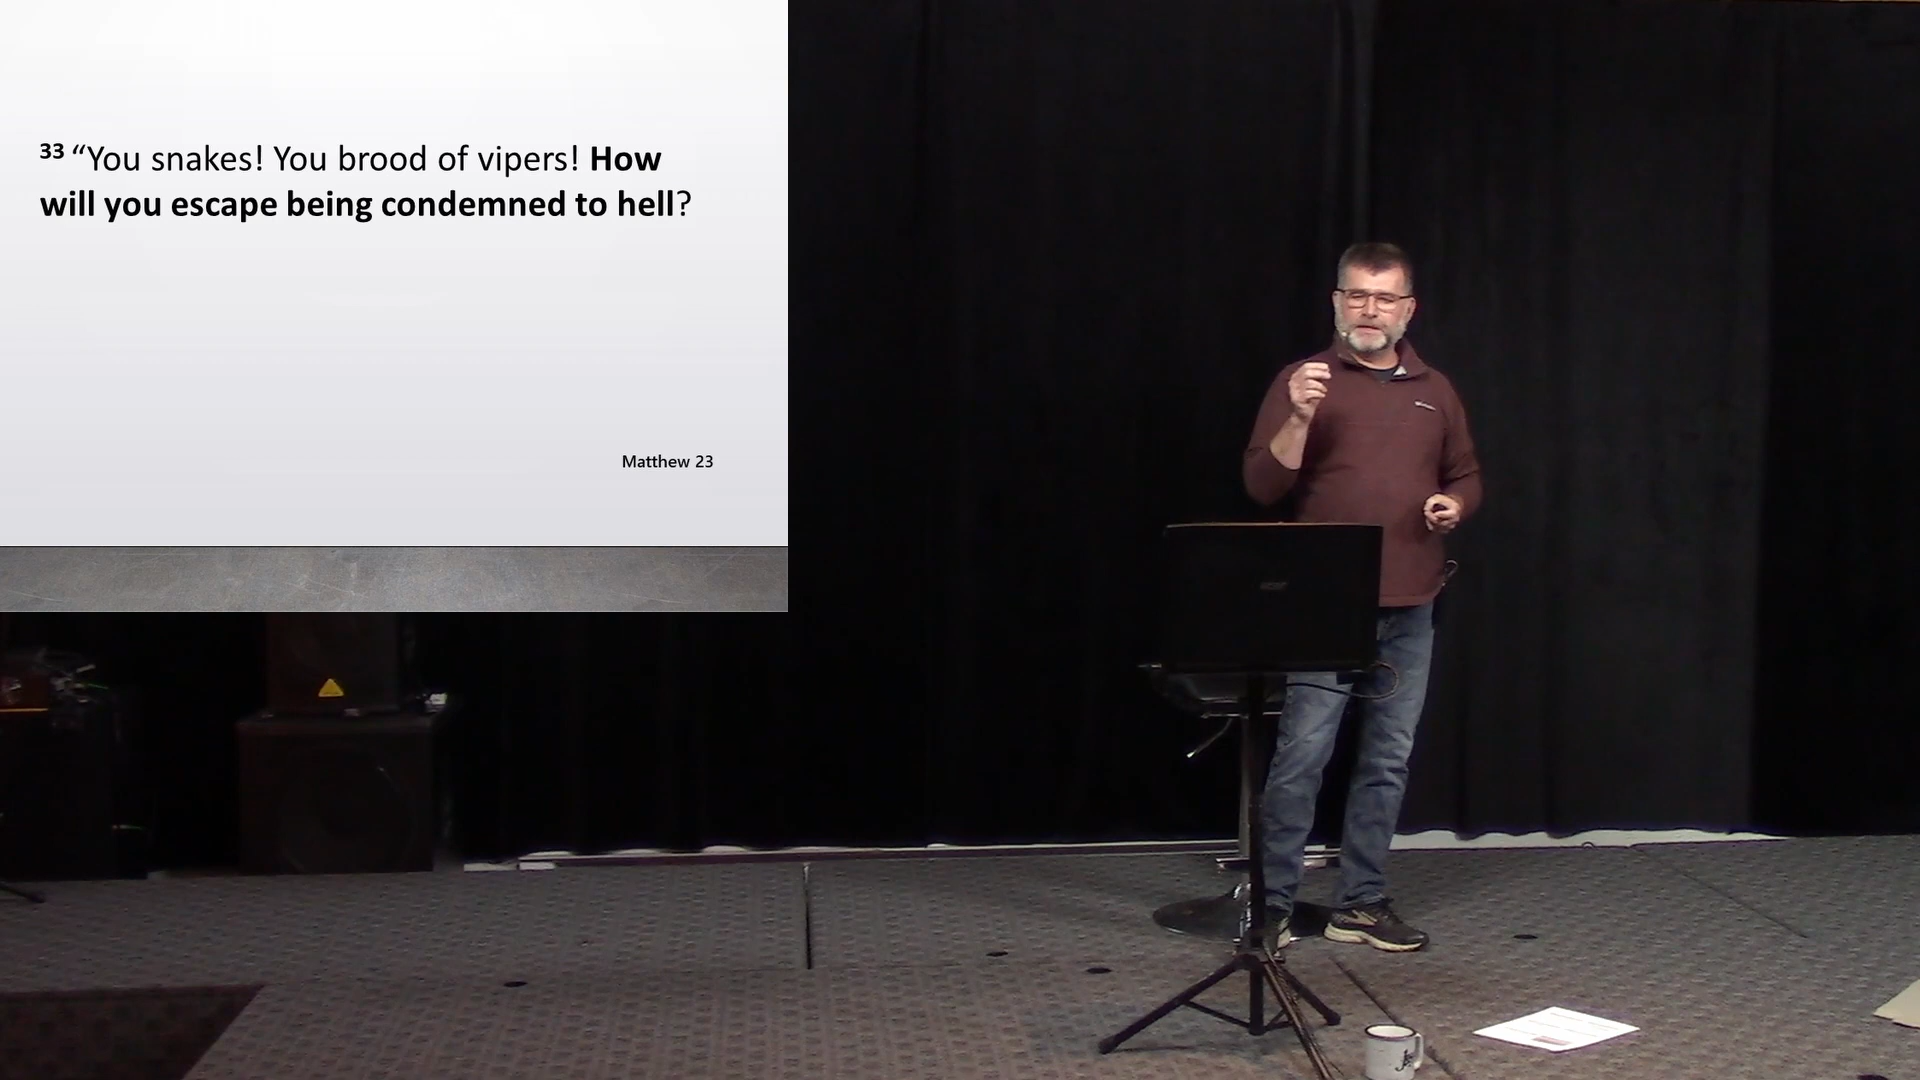 33 “You snakes! You brood of vipers! How
will you escape being condemned to hell?
Matthew 23